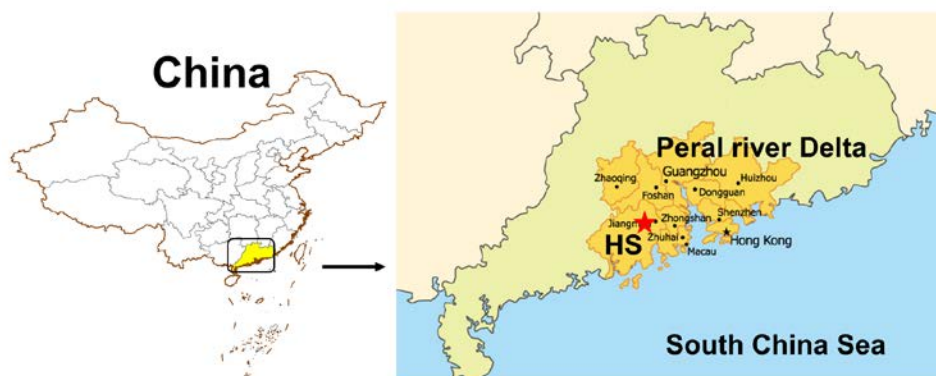 China
Peral river Delta
Guangzhou
Zhaoqing
Huizhou
Foshan
Dongguan
Shenzhen
Jiangm
Zhongshan
HS
Zhuhai
Hong Kong
Macau
South China Sea